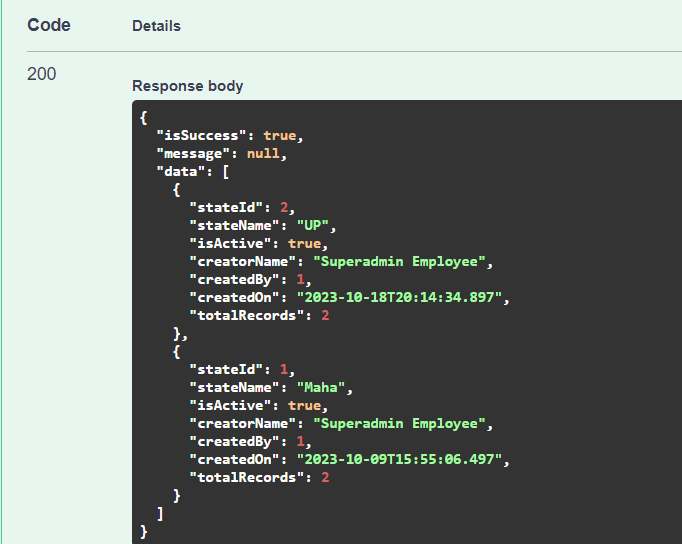 Code Details
200
Response body
{
  "isSuccess": true,
  "message": null,
  "data": [
    {
      "stateId": 2,
      "stateName": "UP",
      "isActive": true,
      "creatorName": "Superadmin Employee",
      "createdBy": 1,
      "createdOn": "2023-10-18T20:14:34.897",
      "totalRecords": 2
    },
    {
      "stateId": 1,
      "stateName": "Maha",
      "isActive": true,
      "creatorName": "Superadmin Employee",
      "createdBy": 1,
      "createdOn": "2023-10-09T15:55:06.497",
      "totalRecords": 2
    }
  ]
}